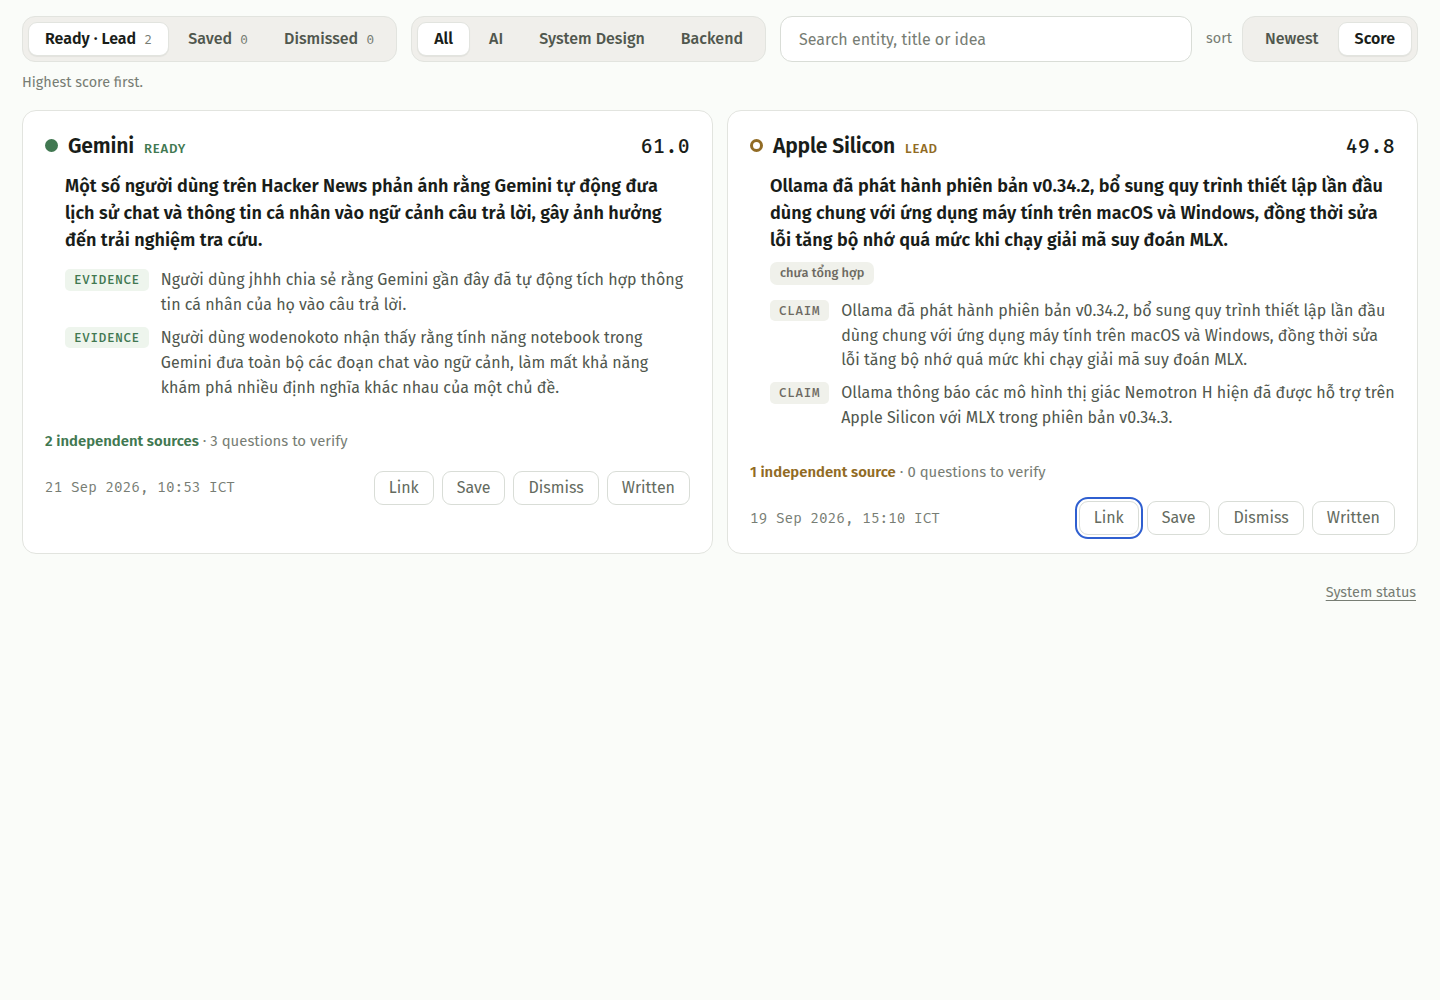 Ready · Lead 2 Saved 0 Dismissed 0 All AI System Design Backend Search entity, title or idea sort Newest Score
Highest score first.
Gemini READY 61.0
Một số người dùng trên Hacker News phản ánh rằng Gemini tự động đưa
lịch sử chat và thông tin cá nhân vào ngữ cảnh câu trả lời, gây ảnh hưởng
đến trải nghiệm tra cứu.
EVIDENCE Người dùng jhhh chia sẻ rằng Gemini gần đây đã tự động tích hợp thông
tin cá nhân của họ vào câu trả lời.
EVIDENCE Người dùng wodenokoto nhận thấy rằng tính năng notebook trong
Gemini đưa toàn bộ các đoạn chat vào ngữ cảnh, làm mất khả năng
khám phá nhiều định nghĩa khác nhau của một chủ đề.
2 independent sources · 3 questions to verify
21 Sep 2026, 10:53 ICT Link Save Dismiss Written
Apple Silicon LEAD 49.8
Ollama đã phát hành phiên bản v0.34.2, bổ sung quy trình thiết lập lần đầu
dùng chung với ứng dụng máy tính trên macOS và Windows, đồng thời sửa
lỗi tăng bộ nhớ quá mức khi chạy giải mã suy đoán MLX.
chưa tổng hợp
CLAIM Ollama đã phát hành phiên bản v0.34.2, bổ sung quy trình thiết lập lần đầu
dùng chung với ứng dụng máy tính trên macOS và Windows, đồng thời sửa
lỗi tăng bộ nhớ quá mức khi chạy giải mã suy đoán MLX.
CLAIM Ollama thông báo các mô hình thị giác Nemotron H hiện đã được hỗ trợ trên
Apple Silicon với MLX trong phiên bản v0.34.3.
1 independent source · 0 questions to verify
19 Sep 2026, 15:10 ICT Link Save Dismiss Written
System status